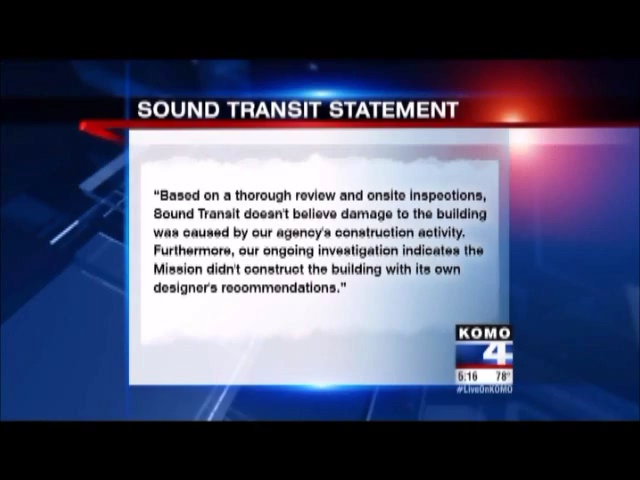 SOUND TRANSIT STATEMENT
“Based on a thorough review and onsite inspections,
Sound Transit doesn't believe damage to the building
was caused by our agency's construction activity.
Furthermore, our ongoing investigation indicates the
Mission didn't construct the building with its own
designer's recommendations.”
KOMO
4
5:16 78°
#LiveOnKOMO